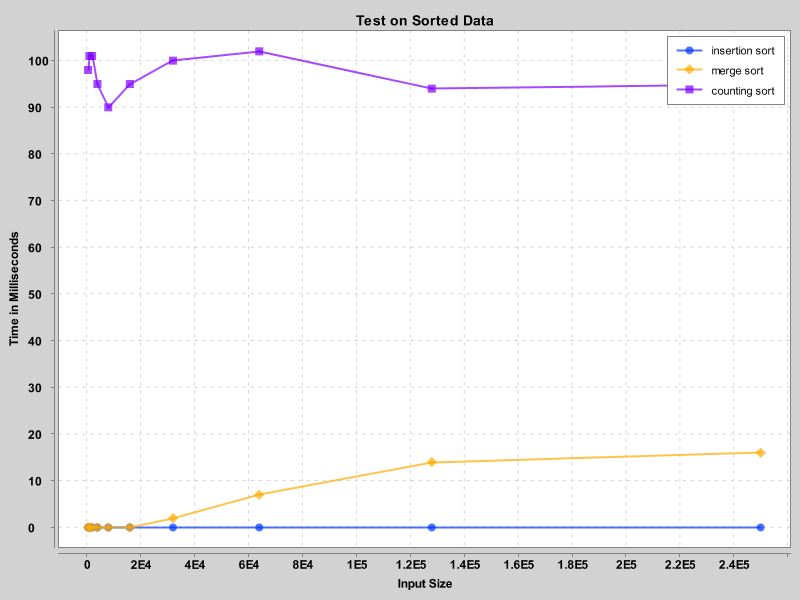 Test on Sorted Data
insertion sort
merge sort
counting sort
Time in Milliseconds
100
90
80
70
60
50
40
30
20
10
0
0 2E4 4E4 6E4 8E4 1E5 1.2E5 1.4E5 1.6E5 1.8E5 2E5 2.2E5 2.4E5
Input Size